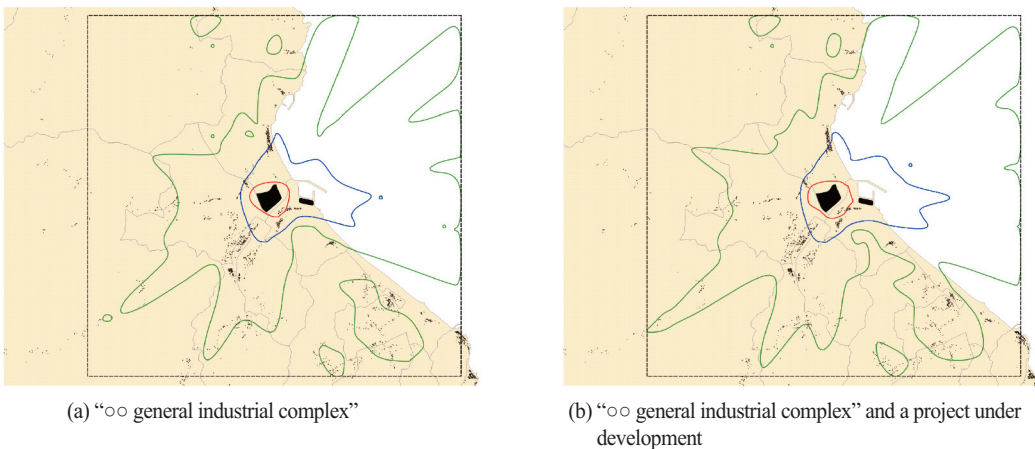 (a) “○○ general industrial complex”
(b) “○○ general industrial complex” and a project under
development